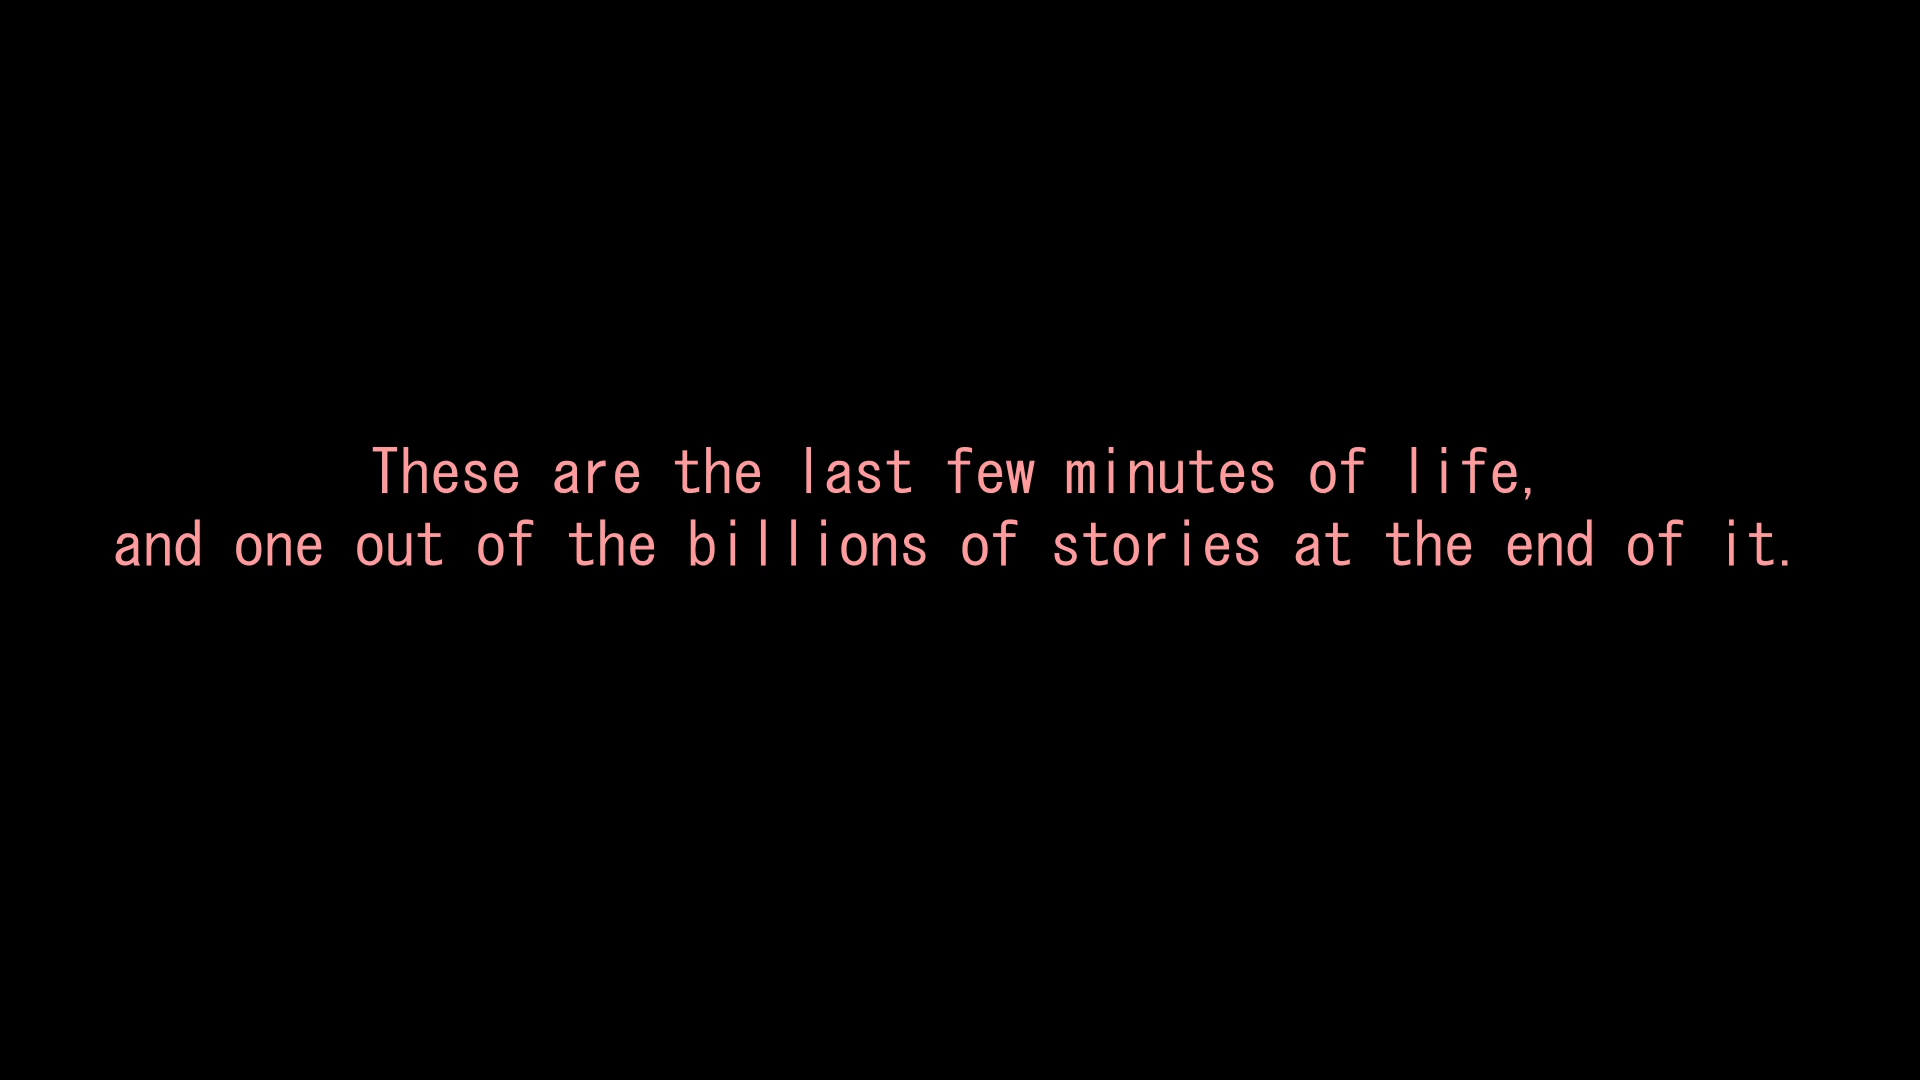 These are the last few minutes of life,
and one out of the billions of stories at the end of it.